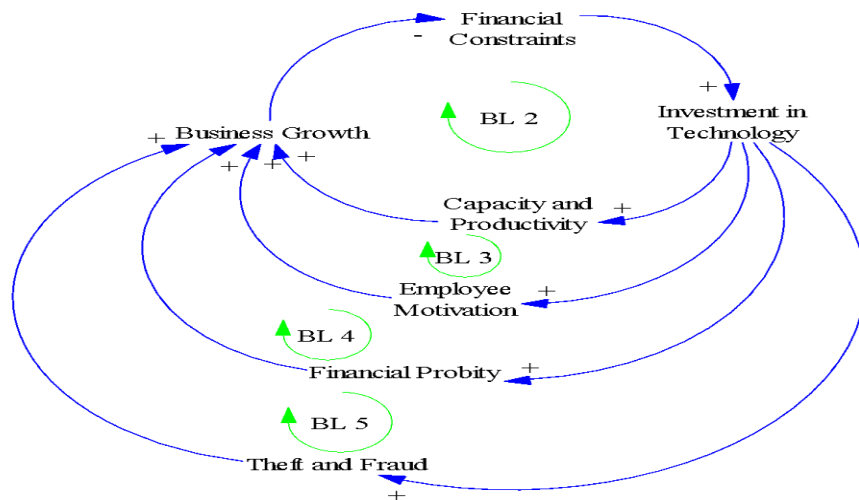 Financial
Constraints
-
+
BL 2
Investment in
Technology
+
Business Growth
+
+
+
Capacity and
Productivity
+
BL 3
Employee
Motivation
+
BL 4
Financial Probity
+
BL 5
Theft and Fraud
+